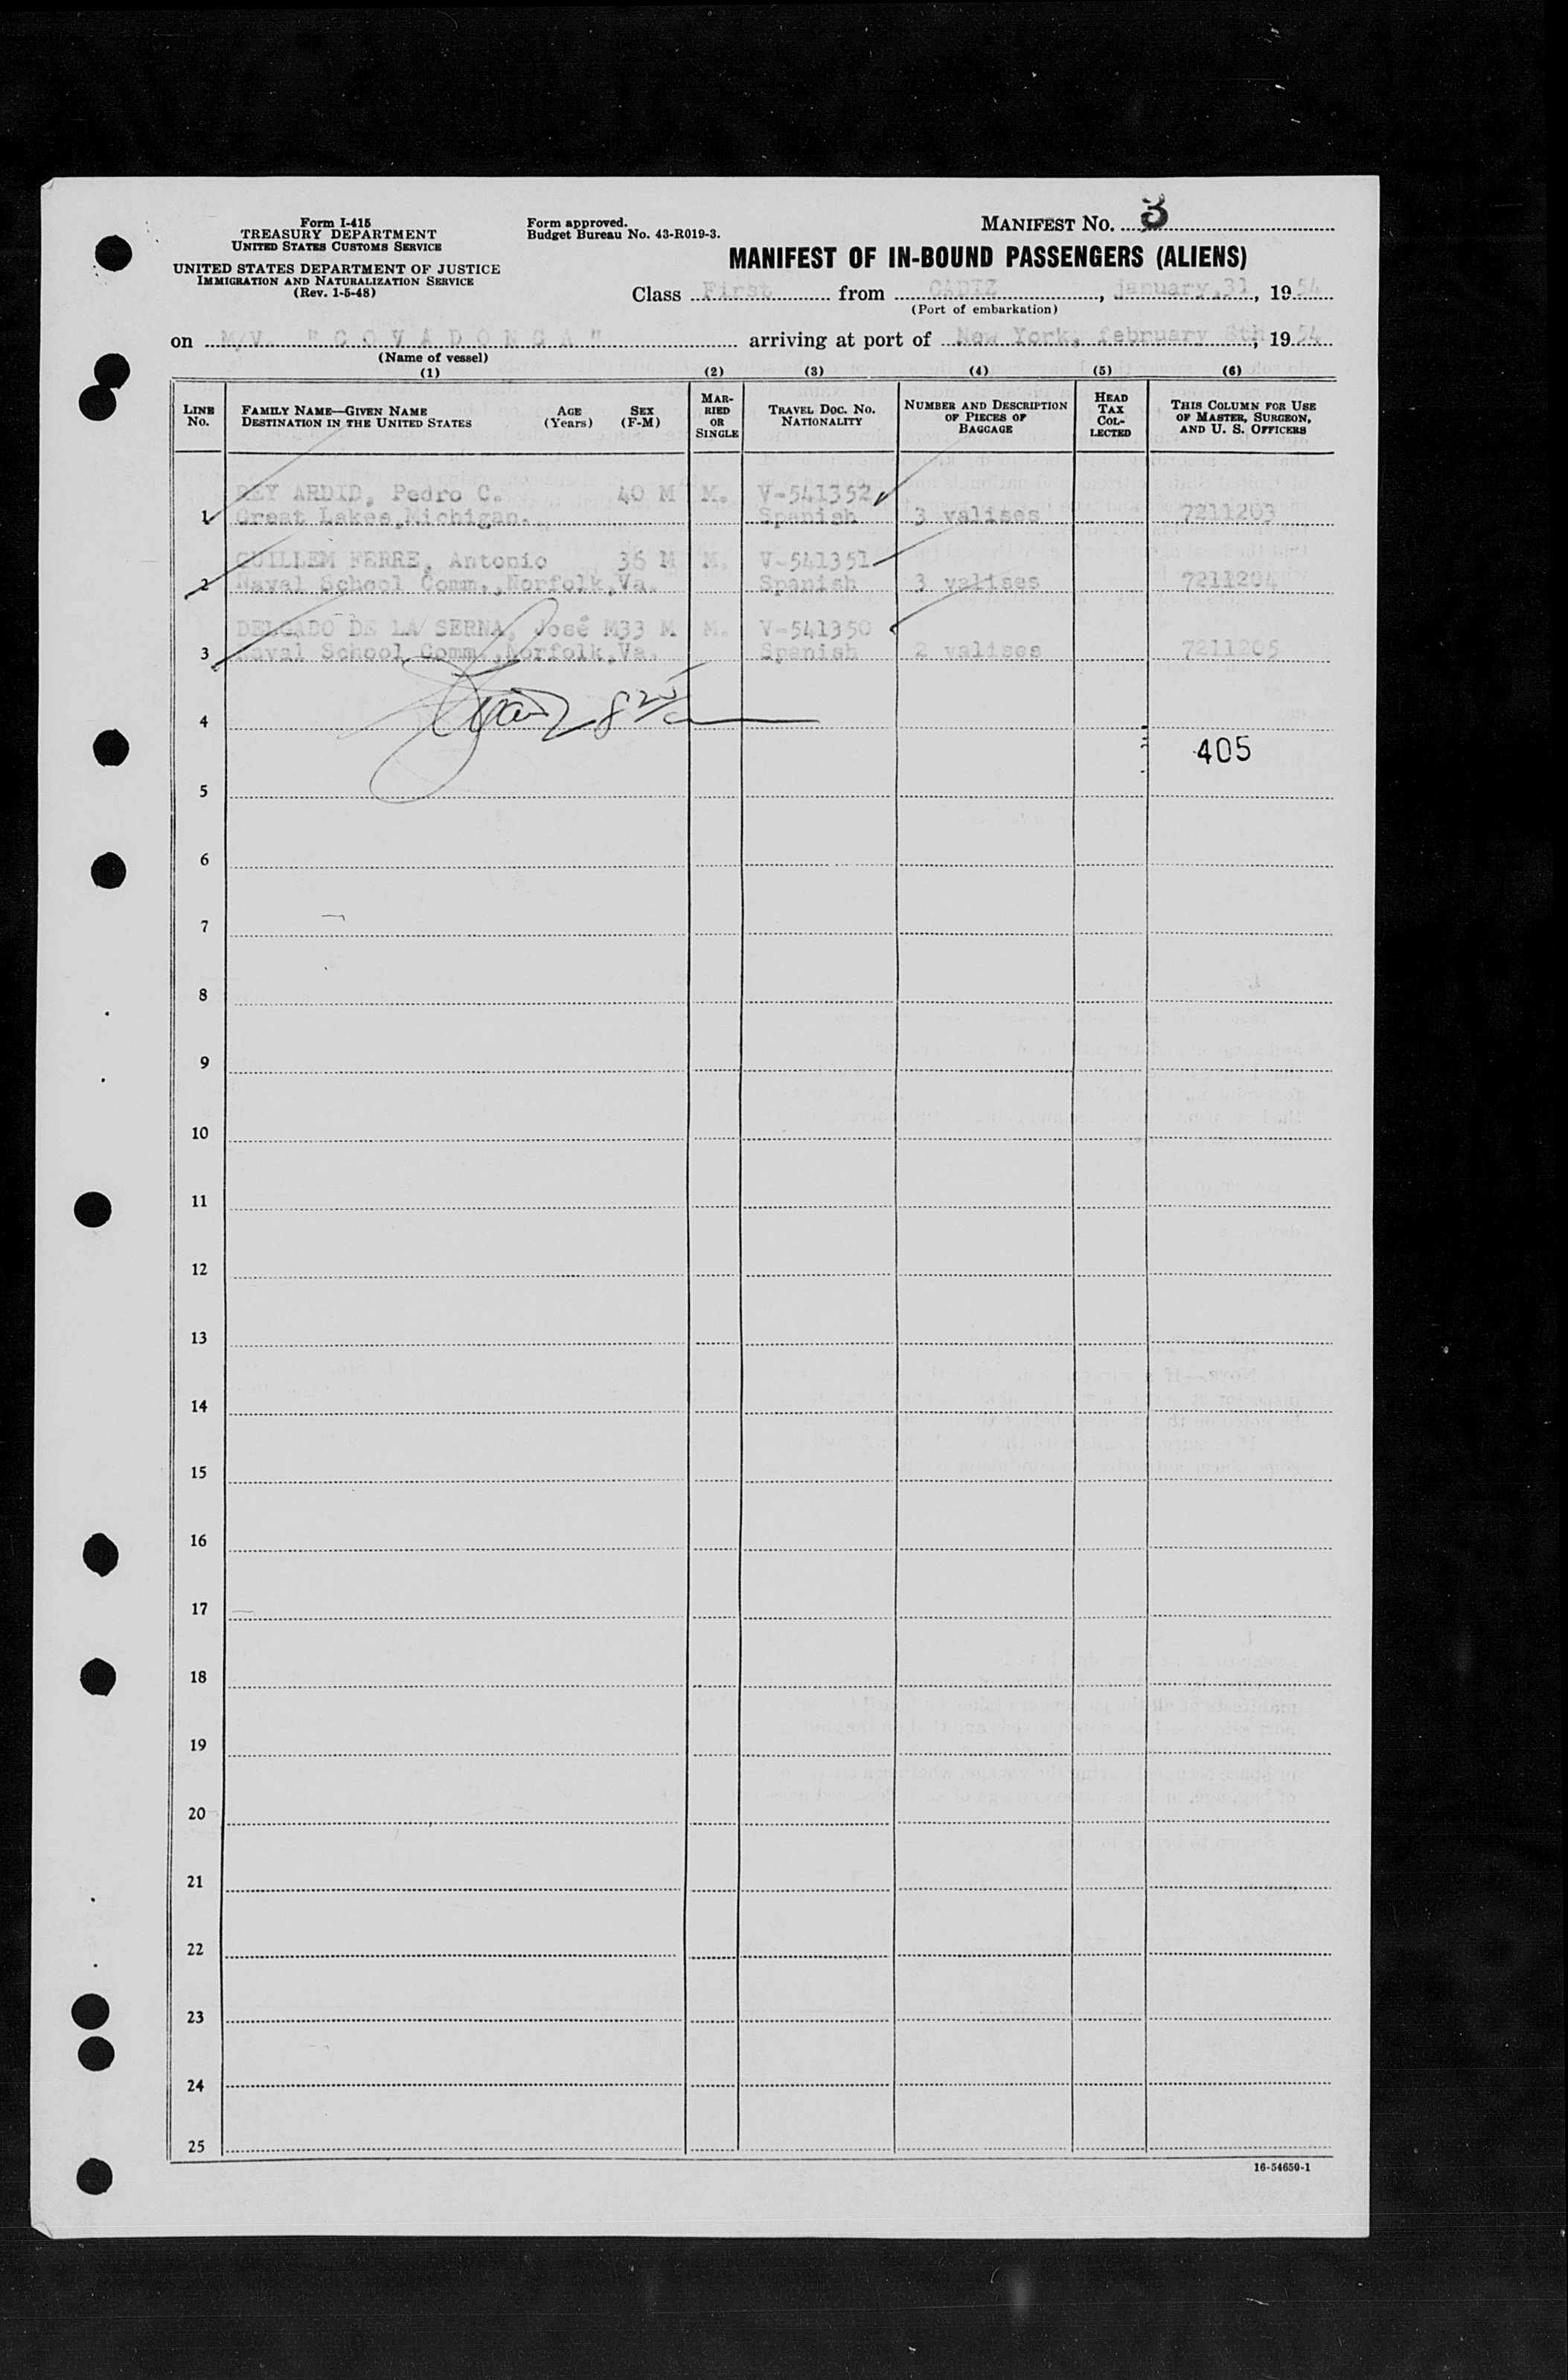 Form I-415
TREASURY DEPARTMENT
UNITED STATES CUSTOMS SERVICE
UNITED STATES DEPARTMENT OF JUSTICE
IMMIGRATION AND NATURALIZATION SERVICE
(Rev. 1-5-48)
Form approved.
Budget Bureau No. 43-R019-3.
MANIFEST NO. 3
MANIFEST OF IN-BOUND PASSENGERS (ALIENS)
Class First from CADIZ, january,31, 1954
(Port of embarkation)
on M/V. "COVADONGA" arriving at port of New York, february 8th, 1954
(Name of vessel)
(1) (2) (3) (4) (5) (6)
LINE No. FAMILY NAME—GIVEN NAME DESTINATION IN THE UNITED STATES AGE (Years) SEX (F-M) MARRIED OR SINGLE TRAVEL DOC. NO. NATIONALITY NUMBER AND DESCRIPTION OF PIECES OF BAGGAGE HEAD TAX COLLECTED THIS COLUMN FOR USE OF MASTER, SURGEON, AND U. S. OFFICERS
REY ARDID, Pedro C. 40 M M. V-541352
1 Great Lakes,Michigan. Spanish 3 valises 7211203
GUILLEM FERRE, Antonio 36 M M. V-541351
2 Naval School Comm.,Norfolk,Va. Spanish 3 valises 7211204
DELGADO DE LA SERNA, José M33 M M. V-541350
3 Naval School Comm.,Norfolk,Va. Spanish 2 valises 7211205
4
405
5
6
7
8
9
10
11
12
13
14
15
16
17
18
19
20
21
22
23
24
25
16-54650-1